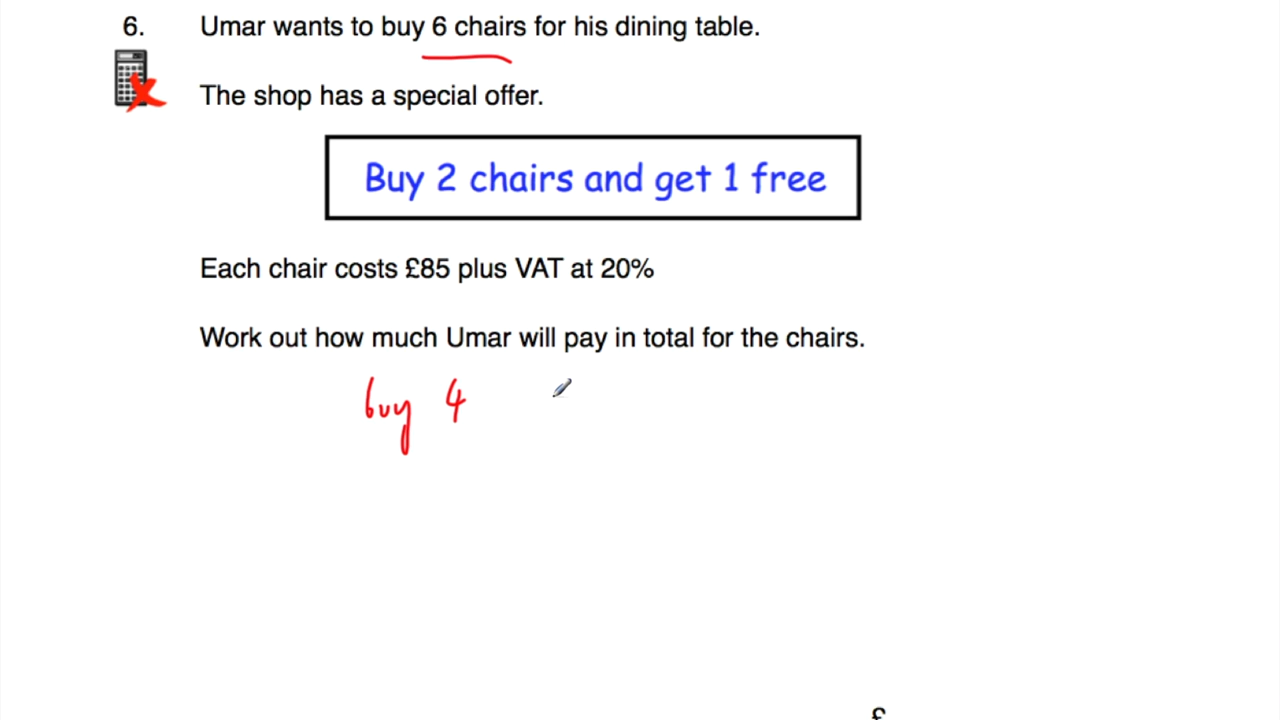 6. Umar wants to buy 6 chairs for his dining table.
The shop has a special offer.
Buy 2 chairs and get 1 free
Each chair costs £85 plus VAT at 20%
Work out how much Umar will pay in total for the chairs.
buy 4
£